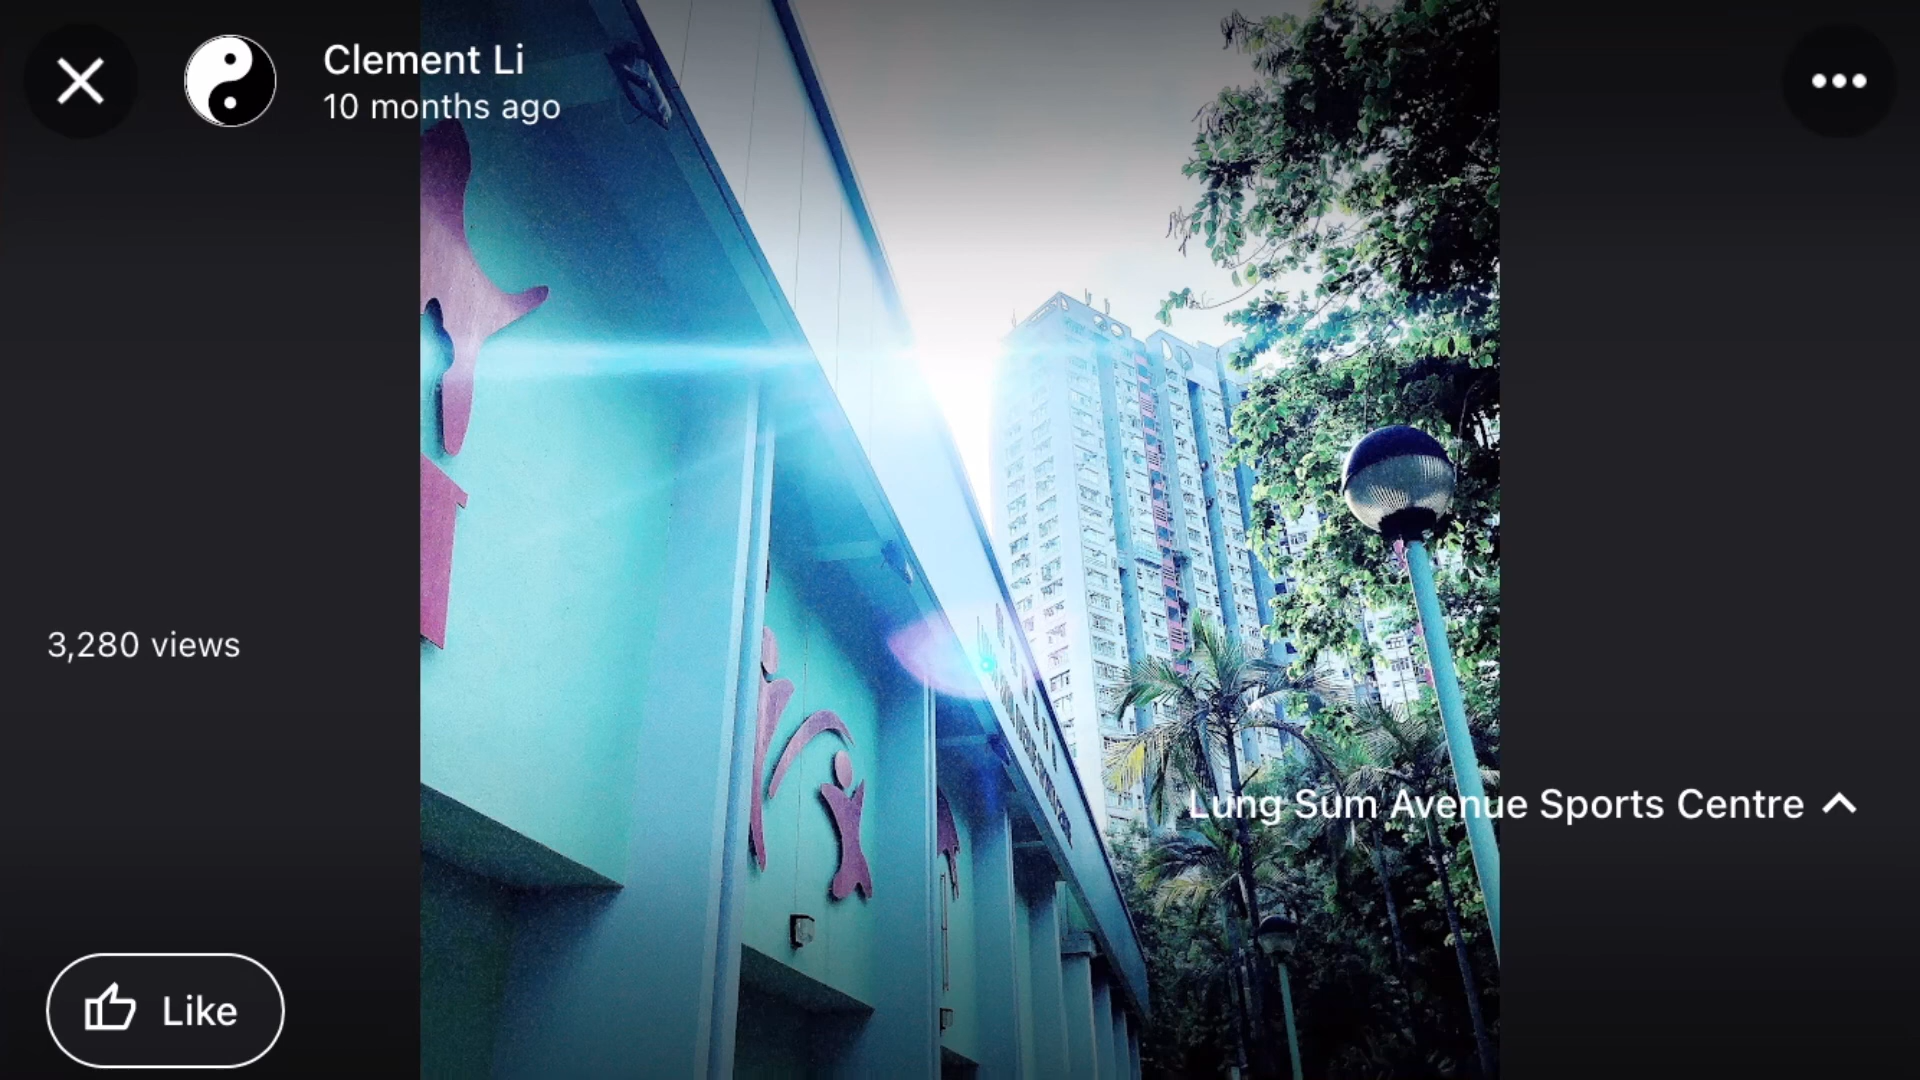 Clement Li
10 months ago
3,280 views
Lung Sum Avenue Sports Centre
Like